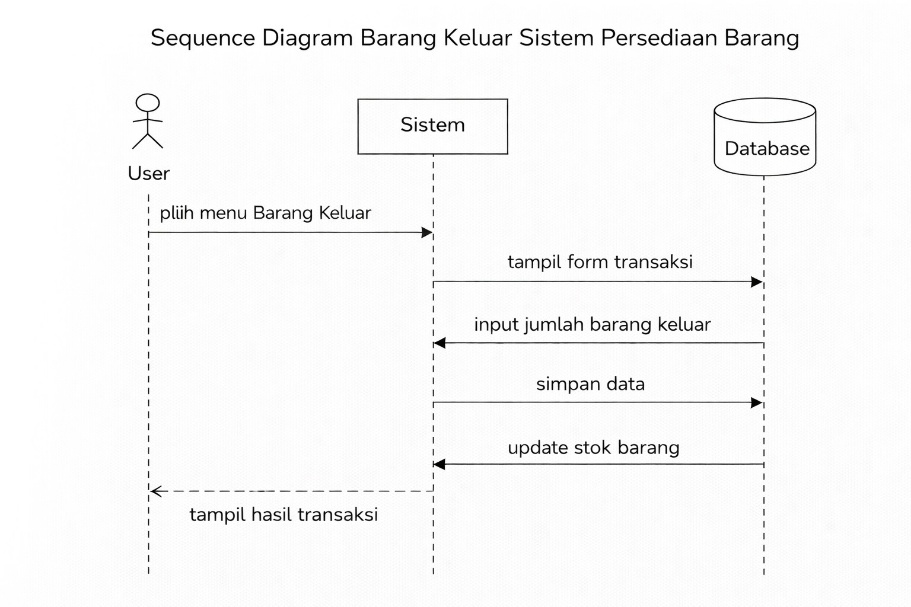 Sequence Diagram Barang Keluar Sistem Persediaan Barang
User
Sistem
Database
pliih menu Barang Keluar
tampil form transaksi
input jumlah barang keluar
simpan data
update stok barang
tampil hasil transaksi